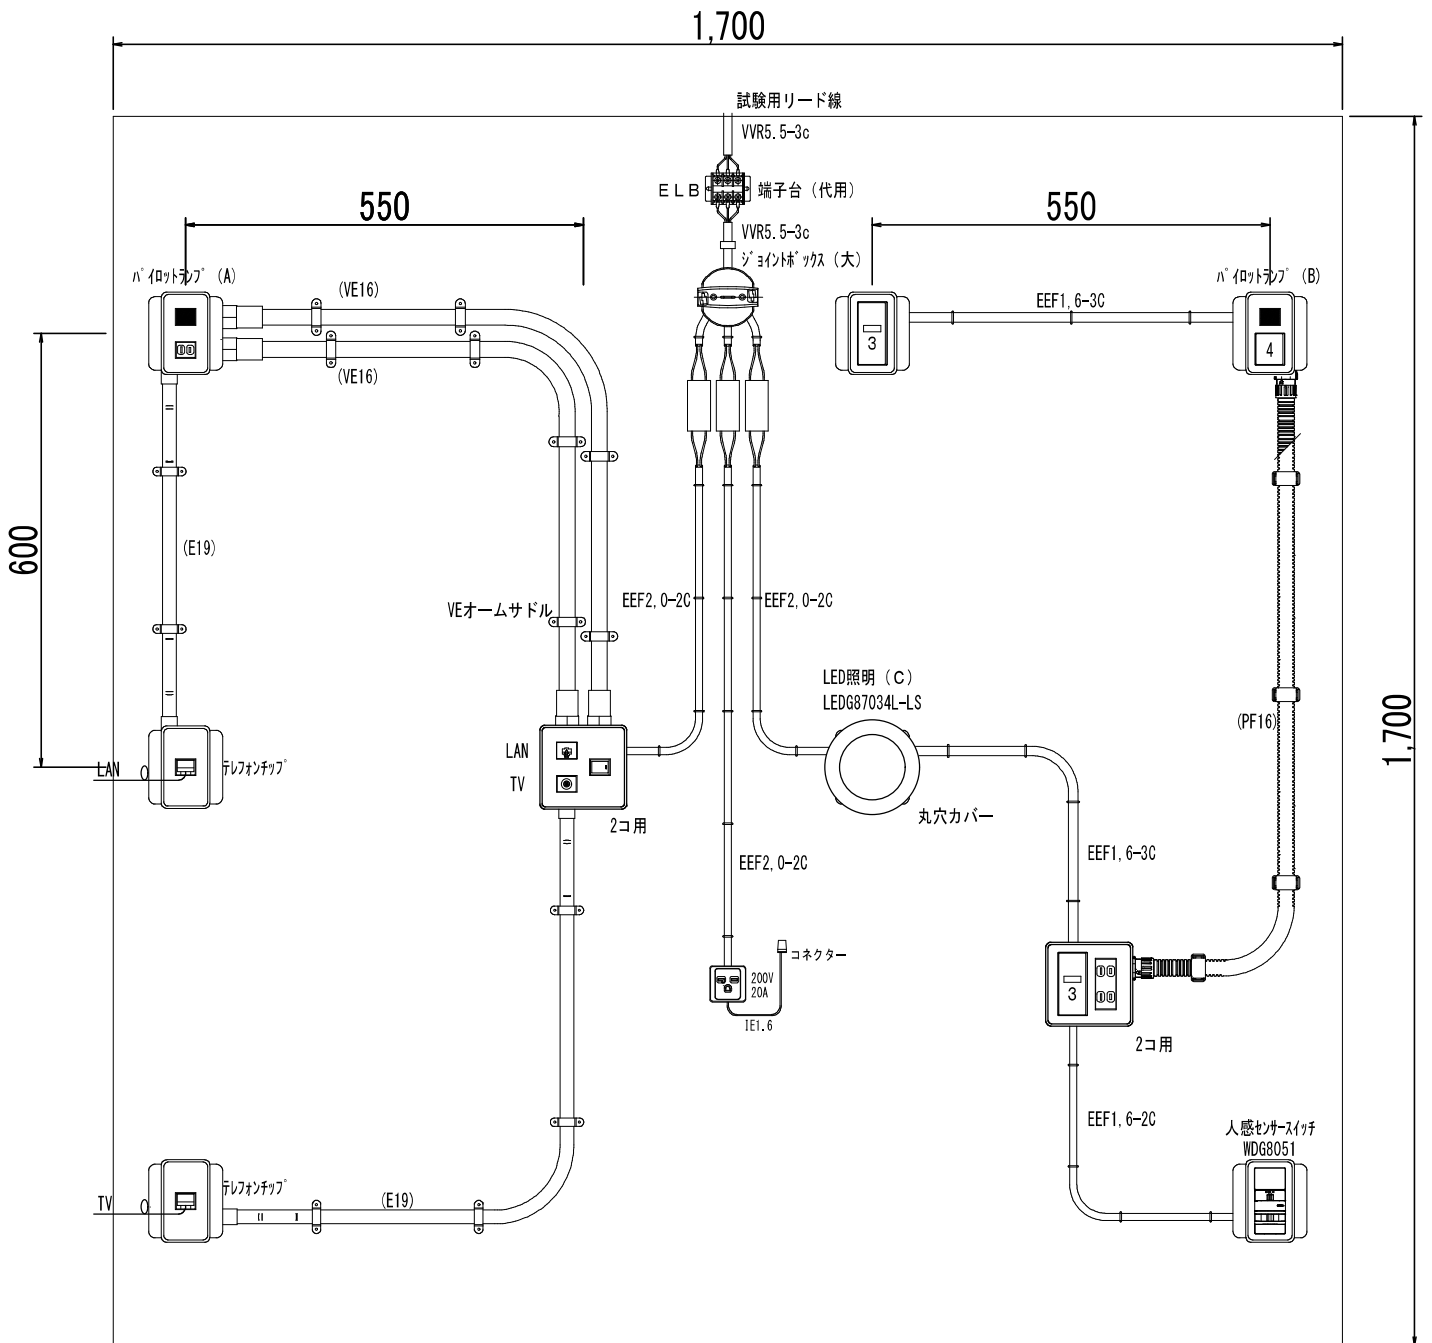 1,700
試験用リード線
VVR5.5-3c
ELB
端子台（代用）
550
550
VVR5.5-3c
ジョイントボックス（大）
パイロットランプ（A）
パイロットランプ（B）
(VE16)
EEF1,6-3C
3
4
(VE16)
600
(E19)
EEF2,0-2C
EEF2,0-2C
VEオームサドル
LED照明（C）
LEDG87034L-LS
(PF16)
1,700
LAN
TV
LAN
テレフォンチップ
丸穴カバー
2コ用
EEF1,6-3C
EEF2,0-2C
コネクター
200V
20A
3
IE1.6
2コ用
EEF1,6-2C
人感センサースイッチ
WDG8051
テレフォンチップ
TV
(E19)